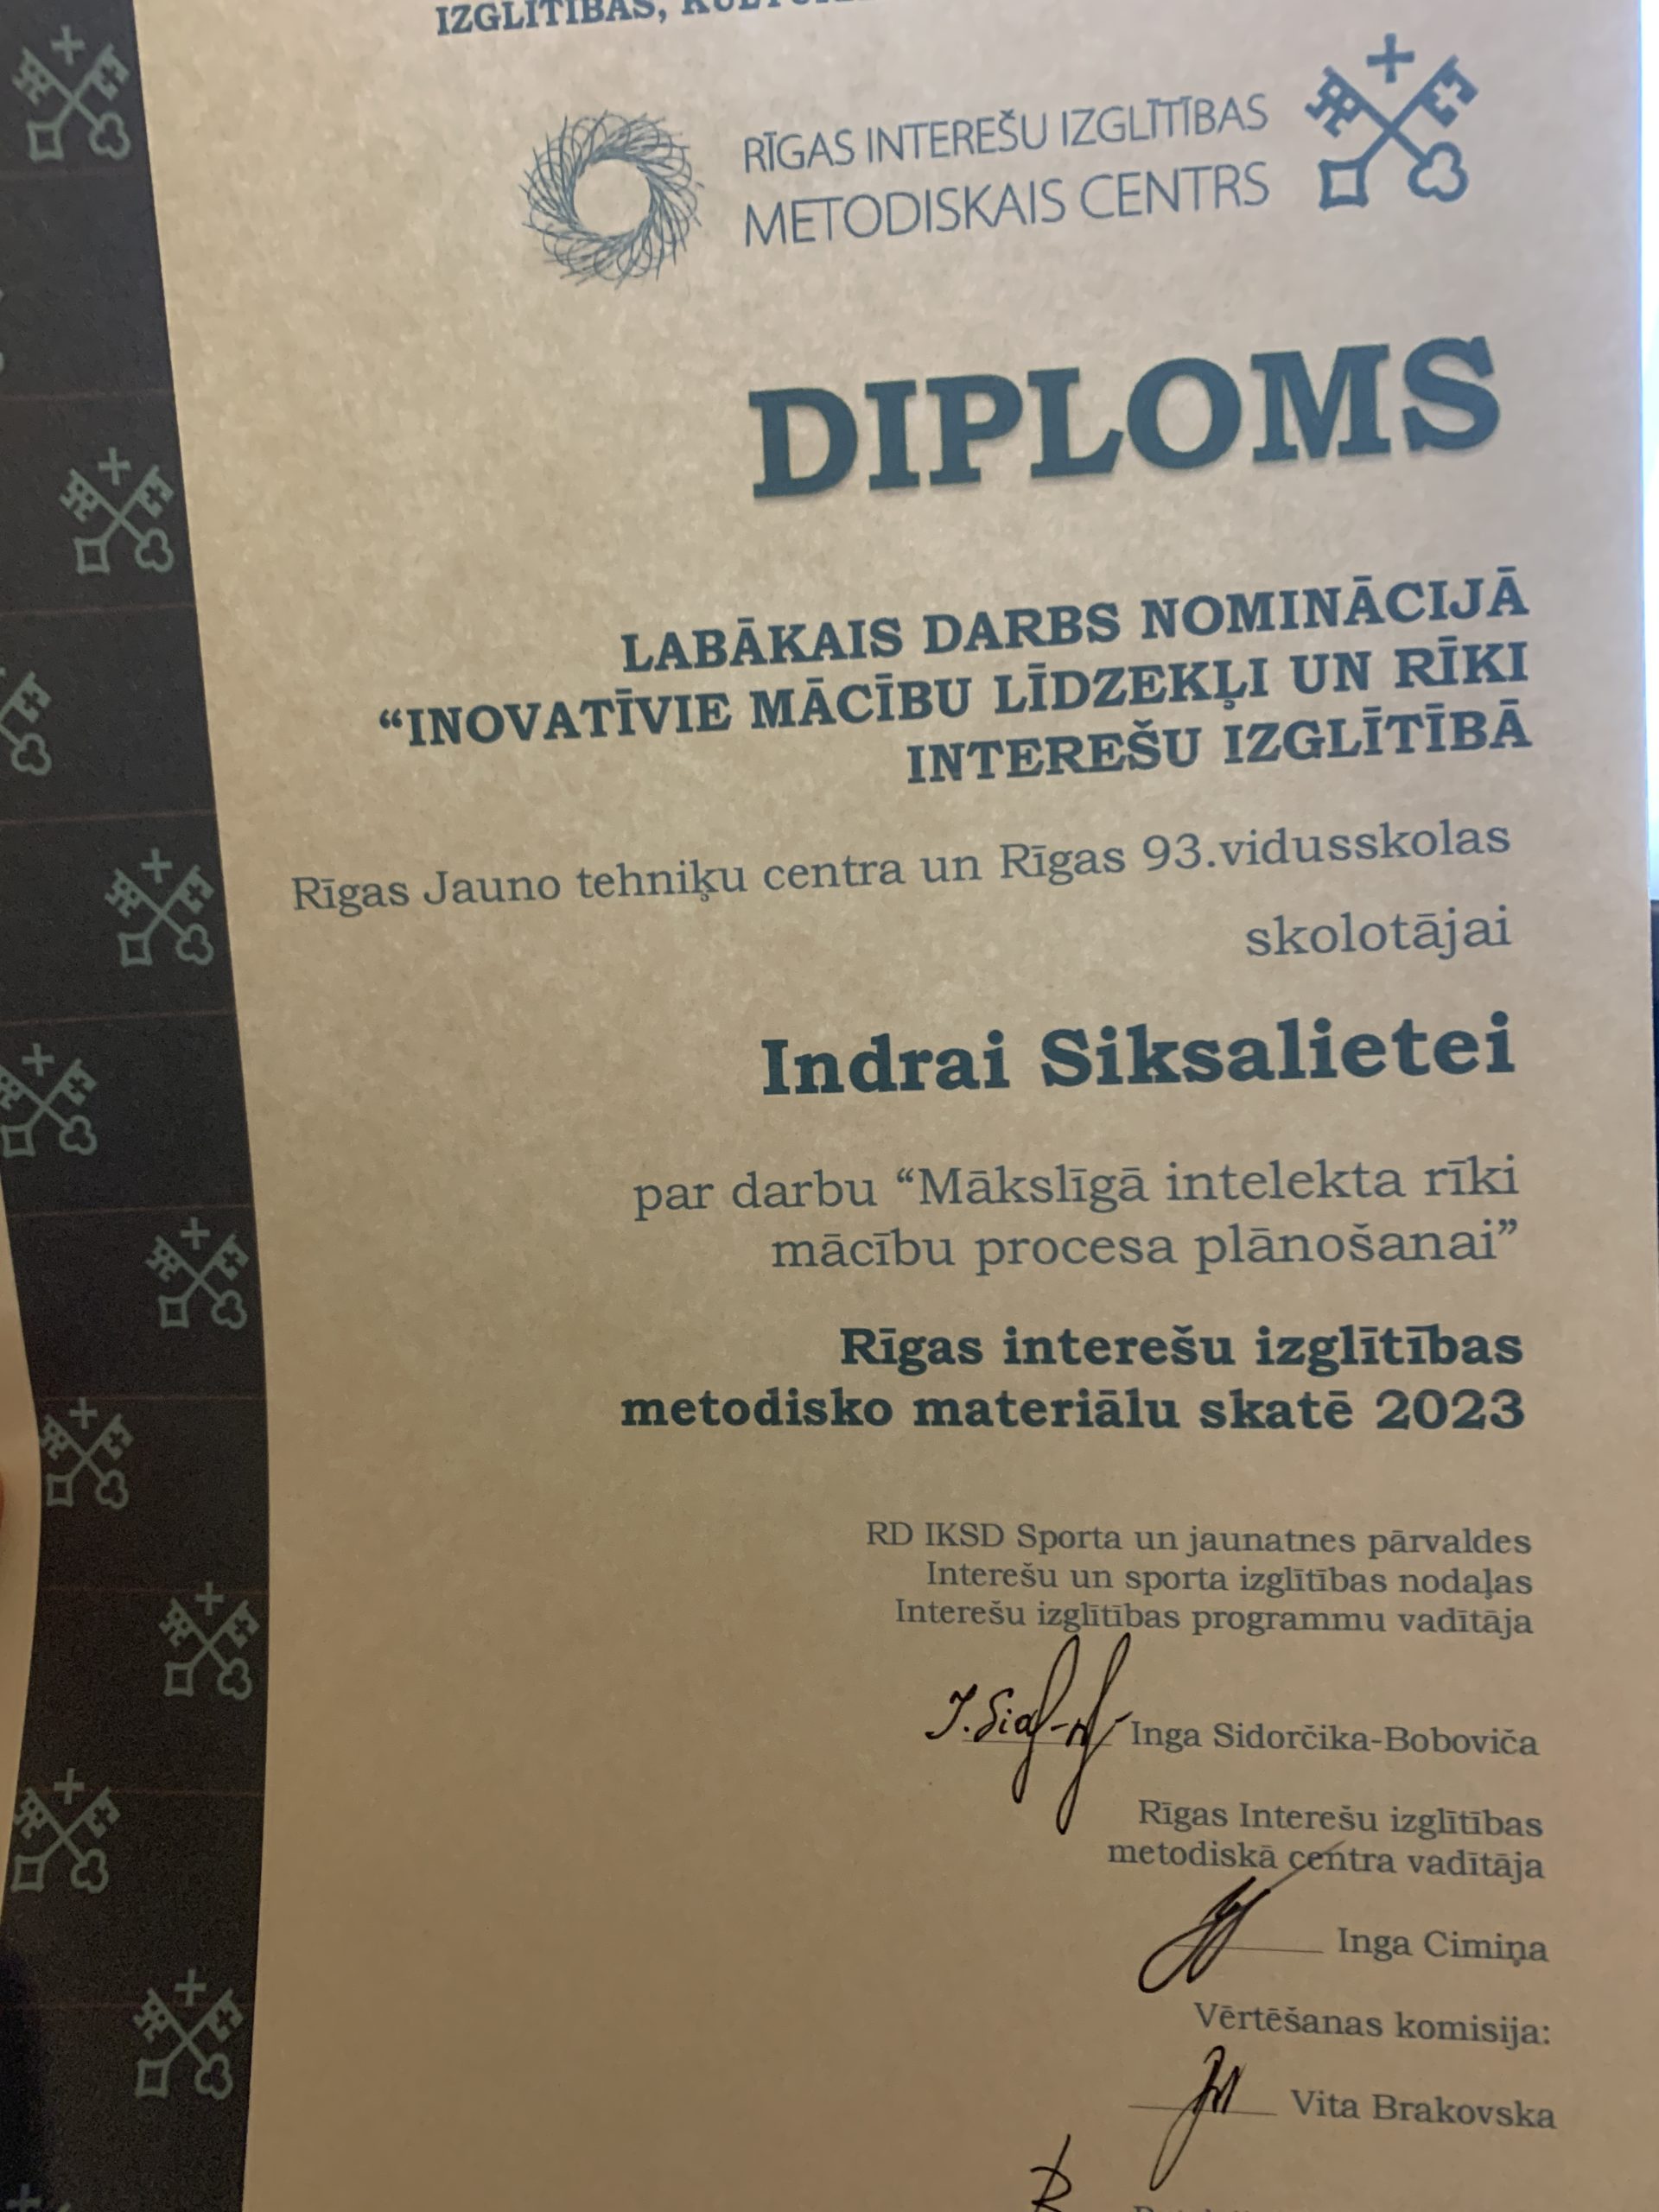 IZGLĪTĪBAS,
RĪGAS INTEREŠU IZGLĪTĪBAS
METODISKAIS CENTRS
DIPLOMS
LABĀKAIS DARBS NOMINĀCIJĀ
“INOVATĪVIE MĀCĪBU LĪDZEKĻI UN RĪKI
INTEREŠU IZGLĪTĪBĀ
Rīgas Jauno tehniķu centra un Rīgas 93.vidusskolas
skolotājai
Indrai Siksalietei
par darbu “Mākslīgā intelekta rīki
mācību procesa plānošanai”
Rīgas interešu izglītības
metodisko materiālu skatē 2023
RD IKSD Sporta un jaunatnes pārvaldes
Interešu un sporta izglītības nodaļas
Interešu izglītības programmu vadītāja
Inga Sidorčika-Boboviča
Rīgas Interešu izglītības
metodiskā centra vadītāja
Inga Cimiņa
Vērtēšanas komisija:
Vita Brakovska